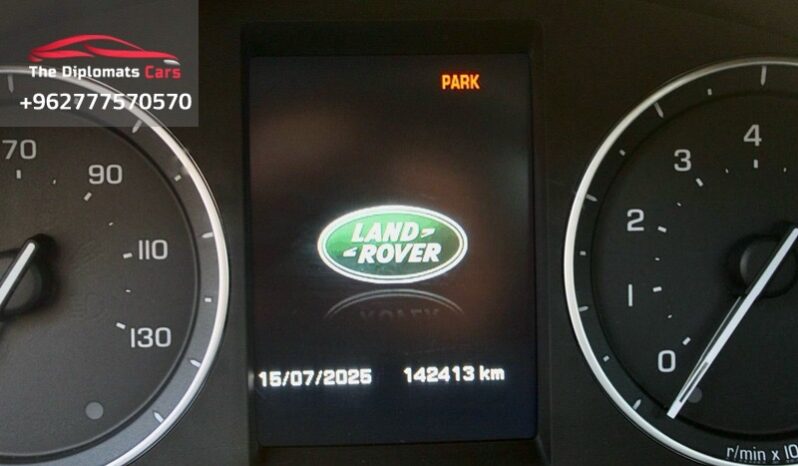 The Diplomats Cars
+962777570570
PARK
70
90
110
130
LAND
ROVER
15/07/2025 142413 km
4
3
2
1
0
r/min x 10